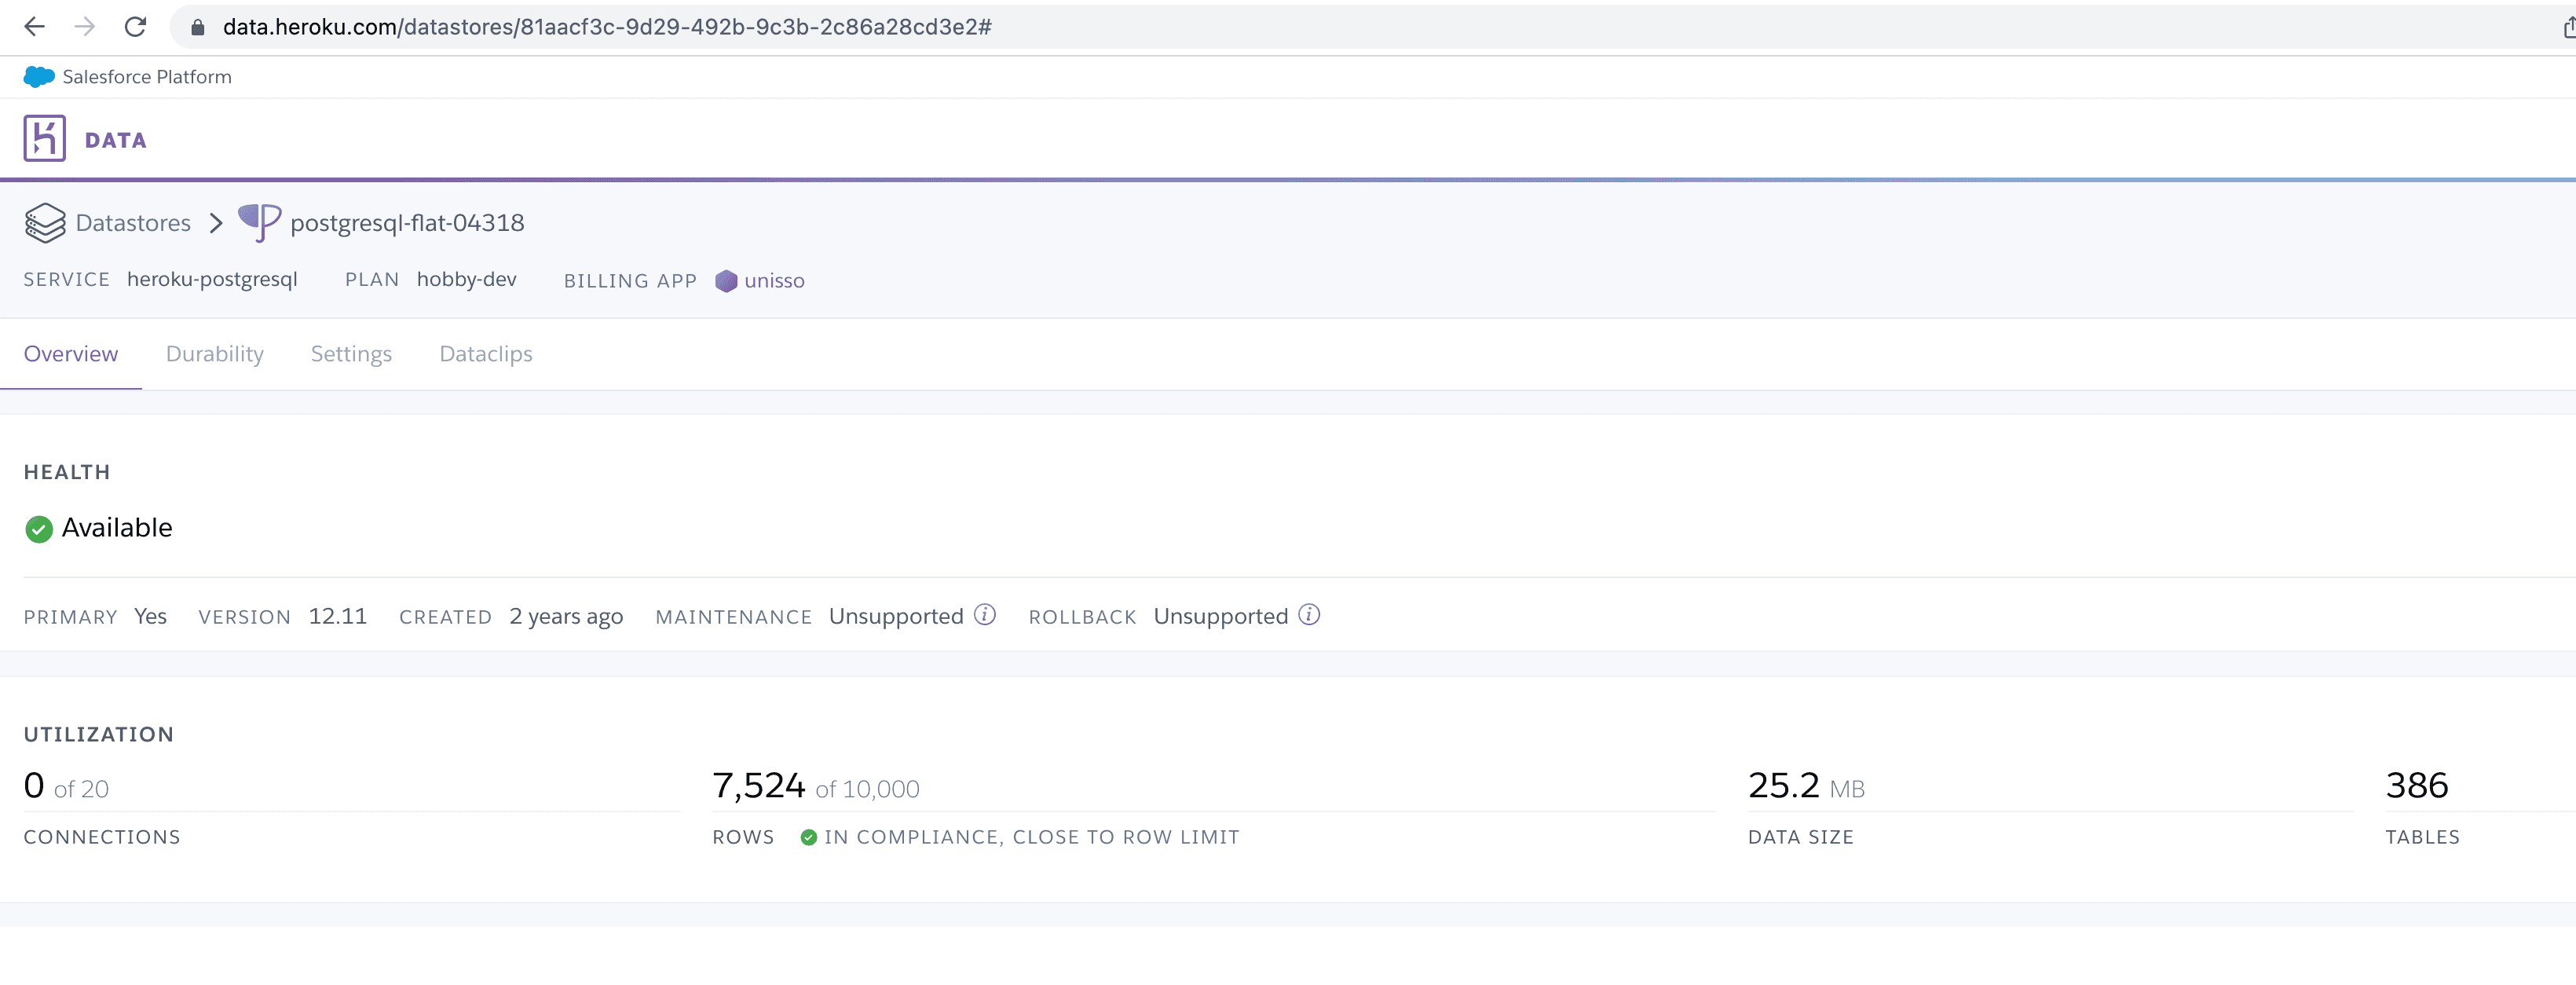 data.heroku.com/datastores/81aacf3c-9d29-492b-9c3b-2c86a28cd3e2#
Salesforce Platform
DATA
Datastores postgresql-flat-04318
SERVICE heroku-postgresql PLAN hobby-dev BILLING APP unisso
Overview Durability Settings Dataclips
HEALTH
Available
PRIMARY Yes VERSION 12.11 CREATED 2 years ago MAINTENANCE Unsupported ROLLBACK Unsupported
UTILIZATION
0 of 20 7,524 of 10,000 25.2 MB 386
CONNECTIONS ROWS IN COMPLIANCE, CLOSE TO ROW LIMIT DATA SIZE TABLES